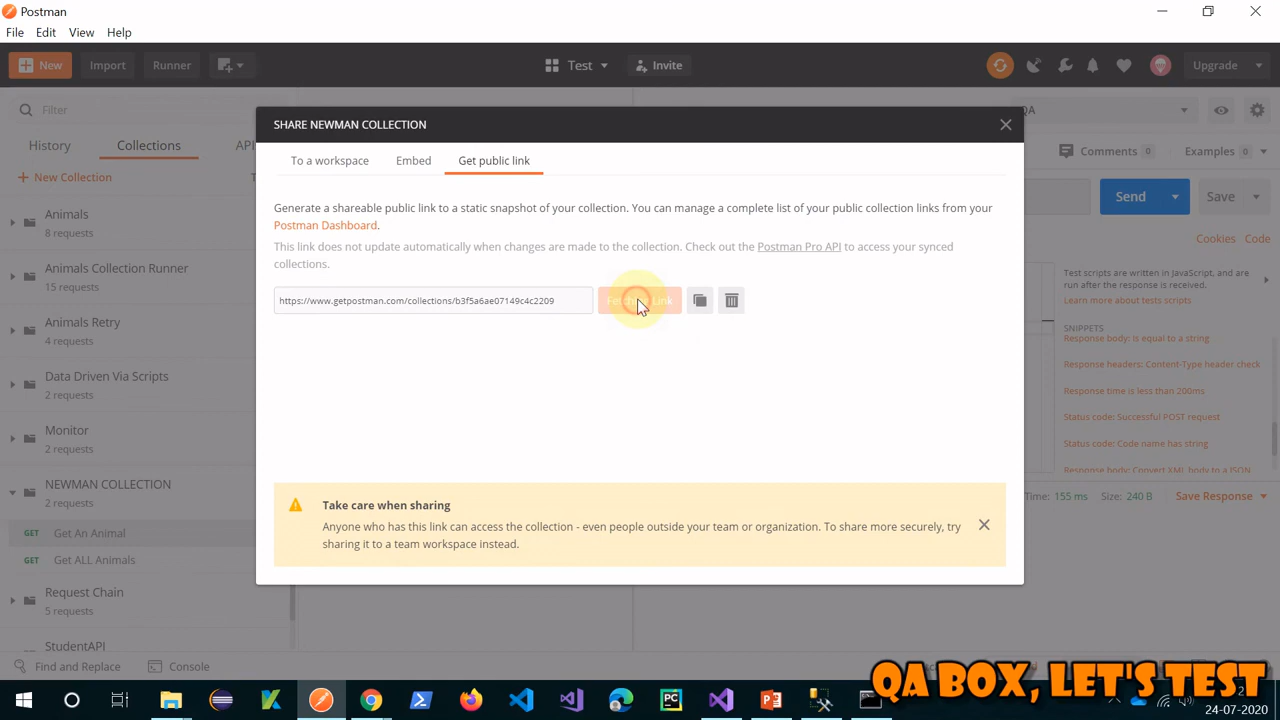 Postman
File Edit View Help
New Import Runner Test Invite Upgrade
Filter
QA
History Collections API
Comments 0 Examples 0
New Collection
Animals
8 requests
Animals Collection Runner
15 requests
Animals Retry
4 requests
Data Driven Via Scripts
2 requests
Monitor
2 requests
NEWMAN COLLECTION
2 requests
GET Get An Animal
GET Get ALL Animals
Request Chain
5 requests
StudentAPI
SHARE NEWMAN COLLECTION
To a workspace Embed Get public link
Generate a shareable public link to a static snapshot of your collection. You can manage a complete list of your public collection links from your
Postman Dashboard.
This link does not update automatically when changes are made to the collection. Check out the Postman Pro API to access your synced
collections.
https://www.getpostman.com/collections/b3f5a6ae07149c4c2209
Link
Take care when sharing
Anyone who has this link can access the collection - even people outside your team or organization. To share more securely, try
sharing it to a team workspace instead.
Send Save
Cookies Code
Test scripts are written in JavaScript, and are
run after the response is received.
Learn more about tests scripts
SNIPPETS
Response body: is equal to a string
Response headers: Content-Type header check
Response time is less than 200ms
Status code: Successful POST request
Status code: Code name has string
Response body: Convert XML body to a JSON
Time: 155 ms Size: 240 B Save Response
Find and Replace Console
QA BOX, LET'S TEST
24-07-2020